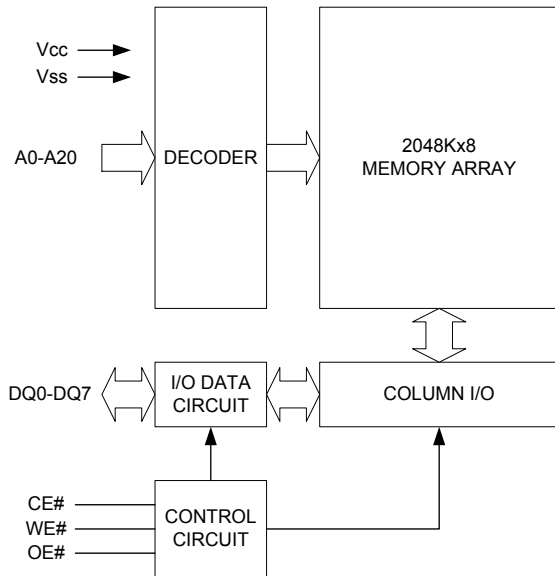 Vcc
Vss
A0-A20
DECODER
2048Kx8
MEMORY ARRAY
DQ0-DQ7
I/O DATA
CIRCUIT
COLUMN I/O
CE#
WE#
OE#
CONTROL
CIRCUIT